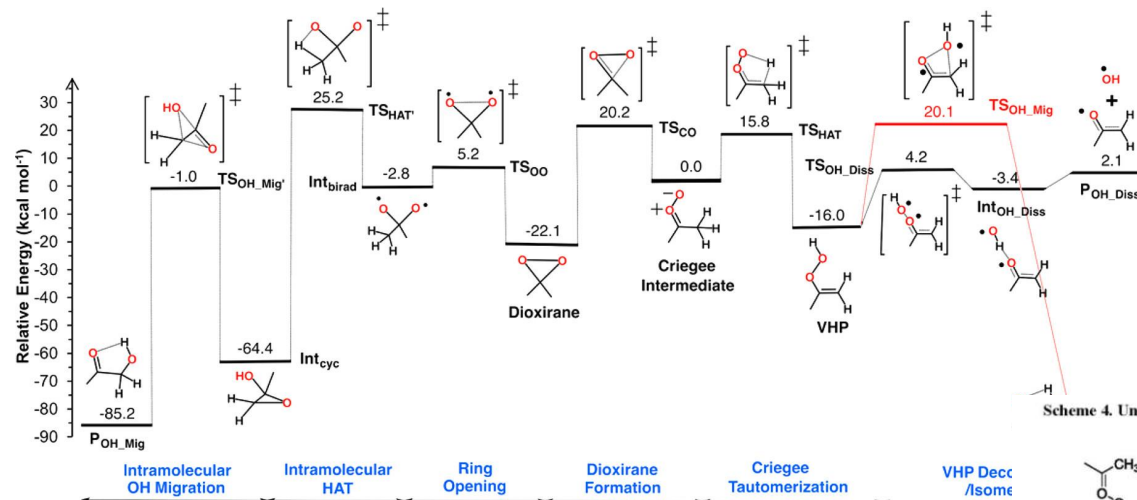 25.2
TS_HAT'
5.2
TS_OO
20.2
TS_CO
15.8
TS_HAT
20.1
TS_OH_Mig
OH
+
Relative Energy (kcal mol⁻¹)
30
20
10
0
-10
-20
-30
-40
-50
-60
-70
-80
-90
-1.0
TS_OH_Mig'
-2.8
Int_birad
-22.1
Dioxirane
0.0
Criegee
Intermediate
-16.0
VHP
TS_OH_Diss
4.2
-3.4
Int_OH_Diss
2.1
P_OH_Diss
-64.4
Int_cyc
-85.2
P_OH_Mig
Scheme 4. Un
Intramolecular
OH Migration
Intramolecular
HAT
Ring
Opening
Dioxirane
Formation
Criegee
Tautomerization
VHP Deco
/Isome